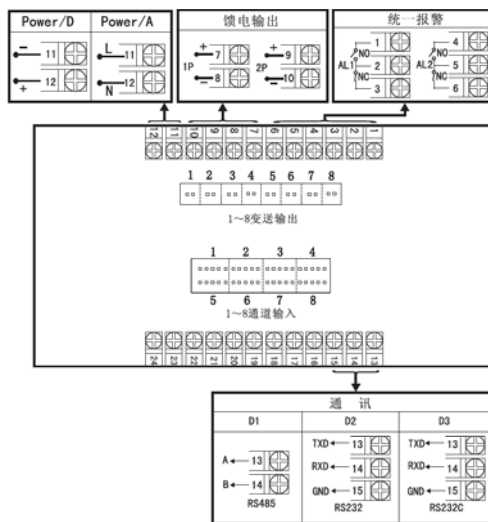 Power/D Power/A 馈电输出 统一报警
− 11 L 11 + 7 + 9 1 NO 4 NO
1P 2P AL1 2 AL2 5
+ 12 N 12 − 8 − 10 3 NC 6 NC
12 11 10 9 8 7 6 5 4 3 2 1
1 2 3 4 5 6 7 8
1~8变送输出
1 2 3 4
5 6 7 8
1~8通道输入
24 23 22 21 20 19 18 17 16 15 14 13
通 讯
D1 D2 D3
TXD 13 TXD 13
A 13 RXD 14 RXD 14
B 14 GND 15 GND 15
RS485 RS232 RS232C